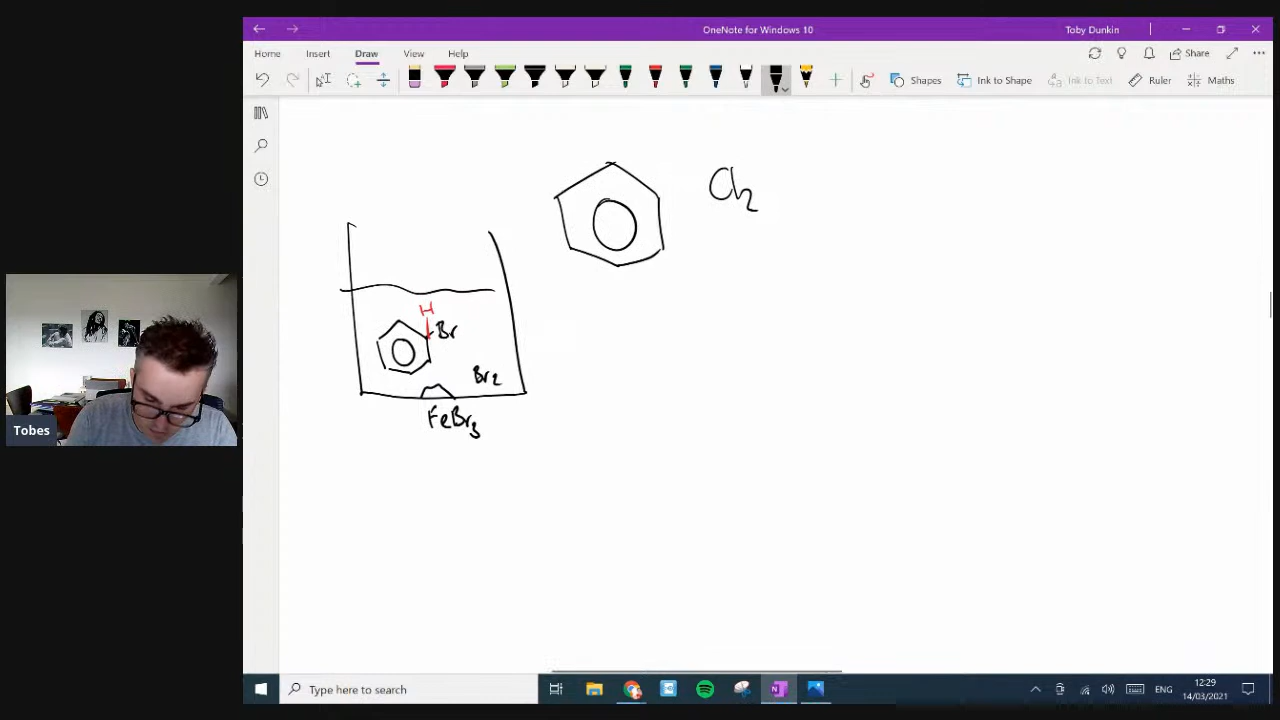 OneNote for Windows 10
Toby Dunkin
Home Insert Draw View Help
Share
Shapes Ink to Shape Ink to Text Ruler Maths
Cl2
H
Br
Br2
FeBr3
Tobes
Type here to search
ENG
12:29
14/03/2021